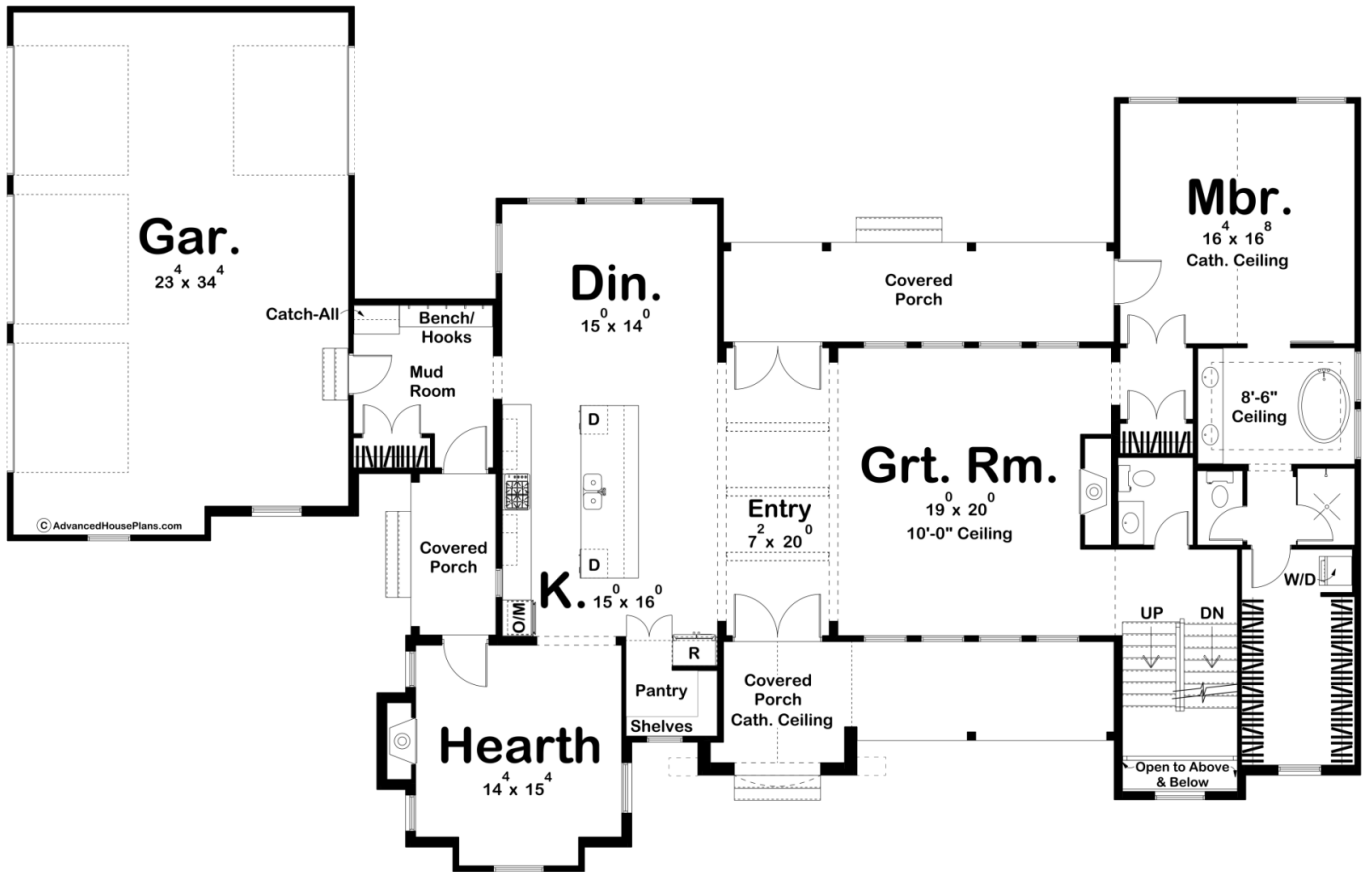 Gar.
23⁴ x 34⁴
© AdvancedHousePlans.com
Catch-All
Bench/
Hooks
Mud
Room
Covered
Porch
Din.
15⁰ x 14⁰
D
D
K. 15⁰ x 16⁰
O/M
R
Pantry
Shelves
Hearth
14⁴ x 15⁴
Covered
Porch
Entry
7² x 20⁰
Covered
Porch
Cath. Ceiling
Grt. Rm.
19⁰ x 20⁰
10'-0" Ceiling
Mbr.
16⁴ x 16⁸
Cath. Ceiling
8'-6"
Ceiling
W/D
UP
DN
Open to Above
& Below